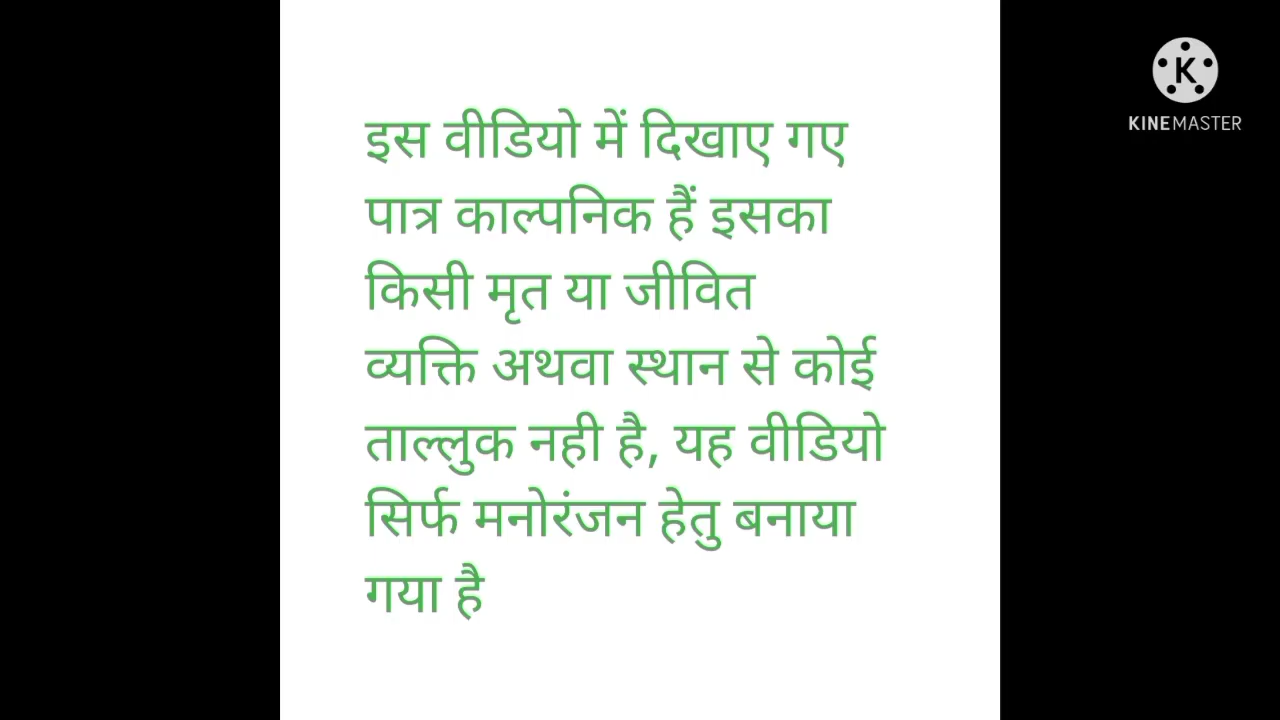 इस वीडियो में दिखाए गए
पात्र काल्पनिक हैं इसका
किसी मृत या जीवित
व्यक्ति अथवा स्थान से कोई
ताल्लुक नही है, यह वीडियो
सिर्फ मनोरंजन हेतु बनाया
गया है
K
KINEMASTER